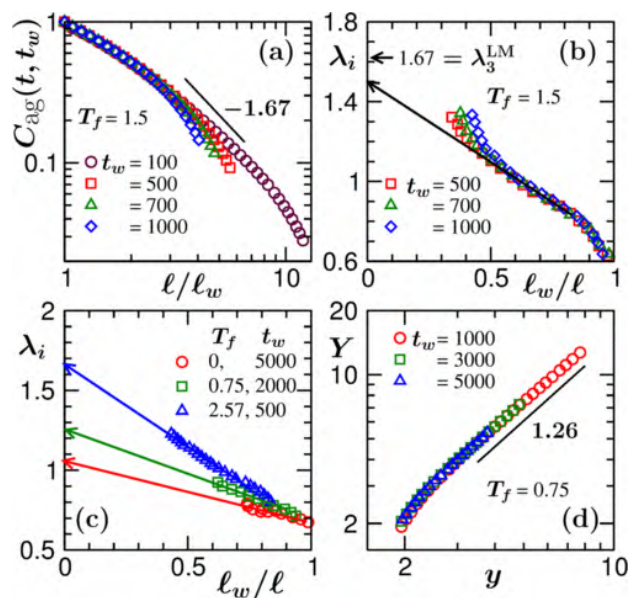 (a)
C_ag(t, t_w)
1
0.1
T_f = 1.5
−1.67
t_w = 100
= 500
= 700
= 1000
1
10
ℓ/ℓ_w
(b)
λ_i
1.8
1.4
1
0.6
1.67 = λ_3^LM
T_f = 1.5
t_w = 500
= 700
= 1000
0
0.5
1
ℓ_w/ℓ
(c)
λ_i
2
1.5
1
0.5
T_f t_w
0, 5000
0.75, 2000
2.57, 500
0
0.5
1
ℓ_w/ℓ
(d)
Y
20
10
2
t_w = 1000
= 3000
= 5000
1.26
T_f = 0.75
2
10
y